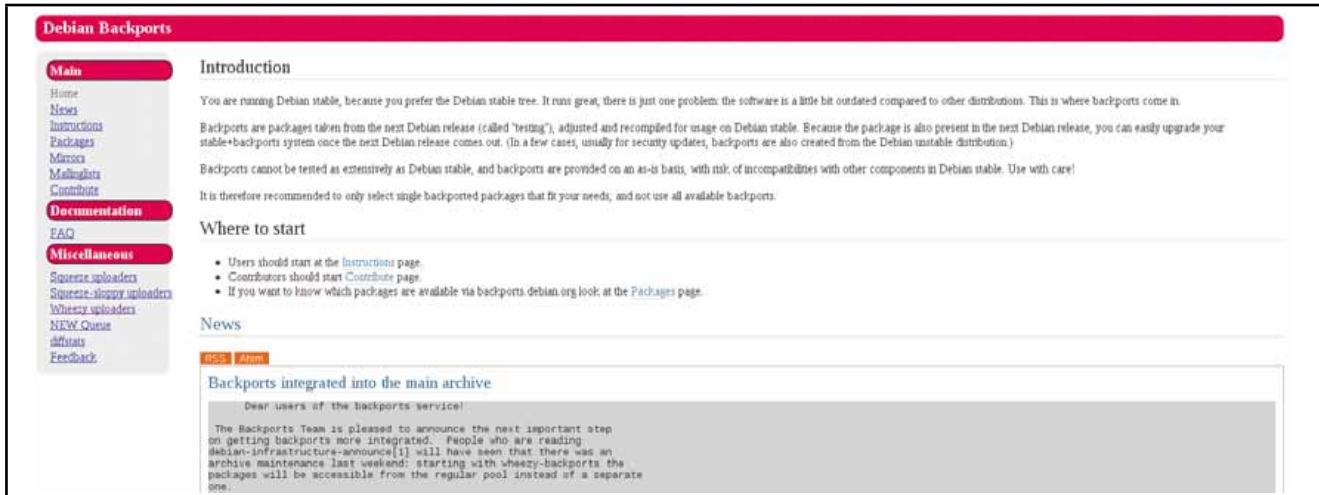 Debian Backports
Main
Home
News
Instructions
Packages
Mirrors
Mailinglists
Contribute
Documentation
FAQ
Miscellaneous
Squeeze uploaders
Squeeze-sloppy uploaders
Wheezy uploaders
NEW Queue
diffstats
Feedback
Introduction
You are running Debian stable, because you prefer the Debian stable tree. It runs great, there is just one problem: the software is a little bit outdated compared to other distributions. This is where backports come in.
Backports are packages taken from the next Debian release (called "testing"), adjusted and recompiled for usage on Debian stable. Because the package is also present in the next Debian release, you can easily upgrade your
stable+backports system once the next Debian release comes out. (In a few cases, usually for security updates, backports are also created from the Debian unstable distribution.)
Backports cannot be tested as extensively as Debian stable, and backports are provided on an as-is basis, with risk of incompatibilities with other components in Debian stable. Use with care!
It is therefore recommended to only select single backported packages that fit your needs, and not use all available backports.
Where to start
• Users should start at the Instructions page.
• Contributors should start Contribute page.
• If you want to know which packages are available via backports.debian.org look at the Packages page.
News
RSS Atom
Backports integrated into the main archive
Dear users of the backports service!
The Backports Team is pleased to announce the next important step
on getting backports more integrated. People who are reading
debian-infrastructure-announce[1] will have seen that there was an
archive maintenance last weekend: starting with wheezy-backports the
packages will be accessible from the regular pool instead of a separate
one.